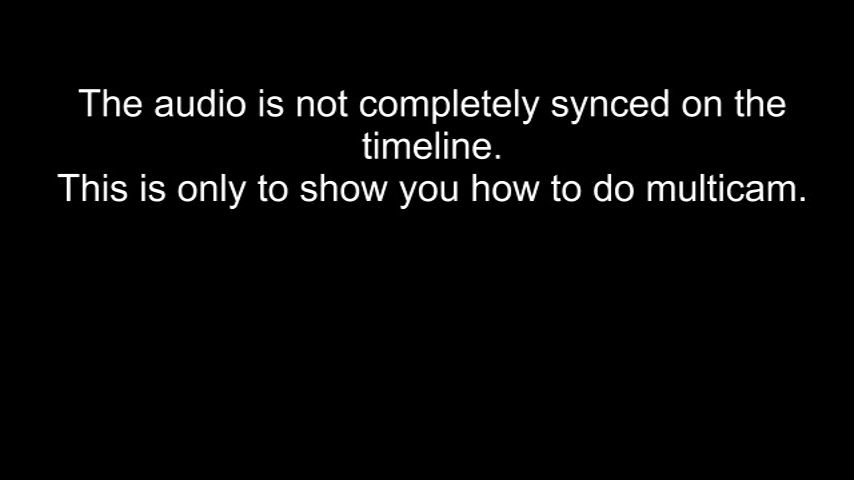 The audio is not completely synced on the
timeline.
This is only to show you how to do multicam.